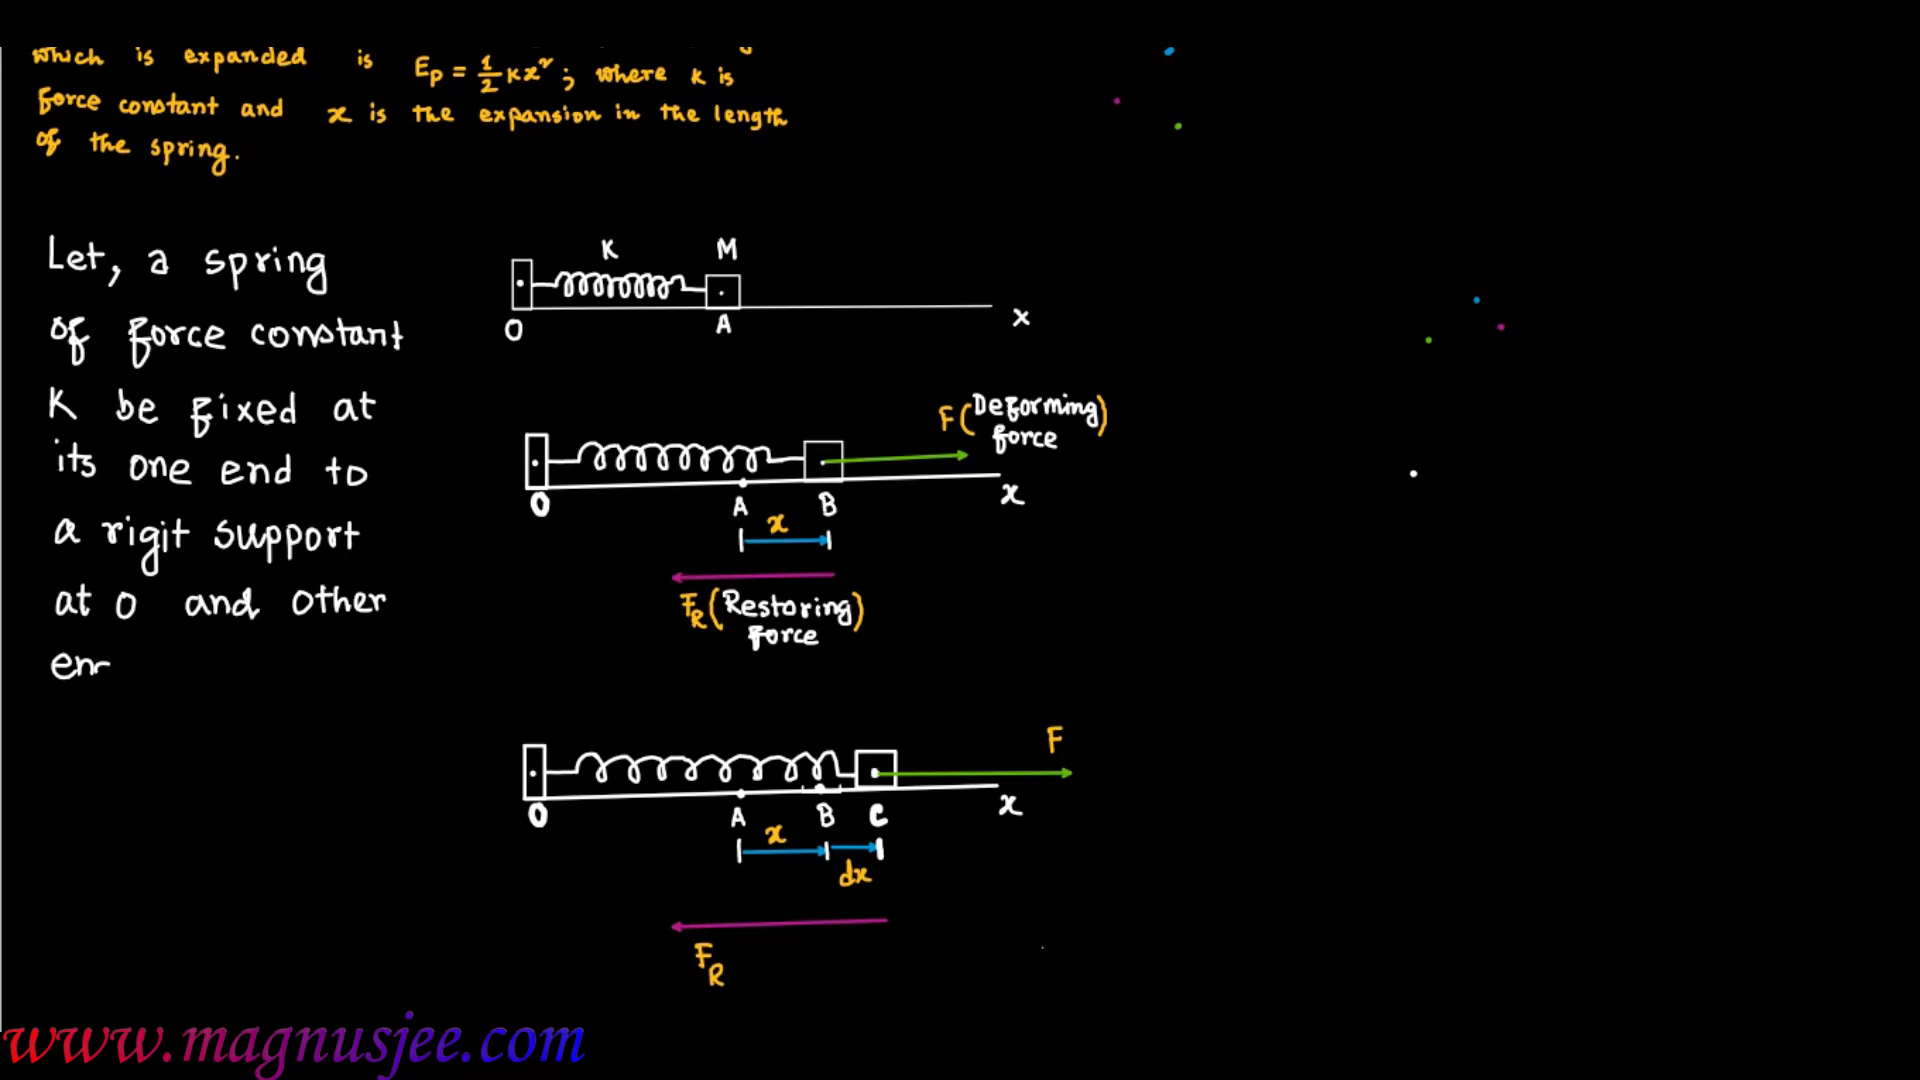 which is expanded is Ep = 1/2 kx²; where k is
force constant and x is the expansion in the length
of the spring.
Let, a spring
of force constant
K be fixed at
its one end to
a rigit support
at O and other
en
K M
O A x
F (Deforming force)
O A B x
x
FR (Restoring force)
F
O A B C x
x dx
FR
www.magnusjee.com